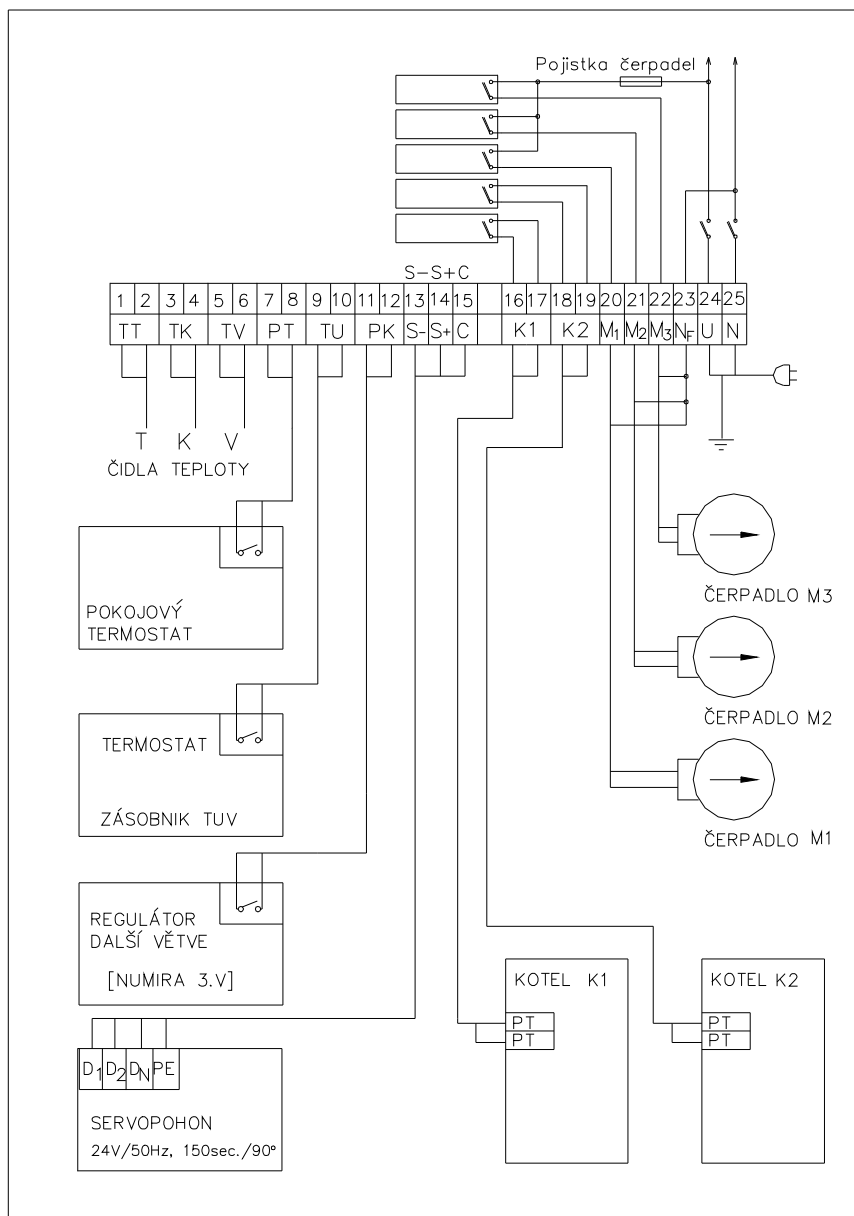 Pojistka čerpadel
S-S+C
1 2 3 4 5 6 7 8 9 10 11 12 13 14 15 16 17 18 19 20 21 22 23 24 25
TT TK TV PT TU PK S- S+ C K1 K2 M1 M2 M3 NF U N
T K V
ČIDLA TEPLOTY
POKOJOVÝ
TERMOSTAT
ČERPADLO M3
ČERPADLO M2
TERMOSTAT
ZÁSOBNIK TUV
ČERPADLO M1
REGULÁTOR
DALŠÍ VĚTVE
[NUMIRA 3.V]
KOTEL K1
PT
PT
KOTEL K2
PT
PT
D1 D2 DN PE
SERVOPOHON
24V/50Hz, 150sec./90°